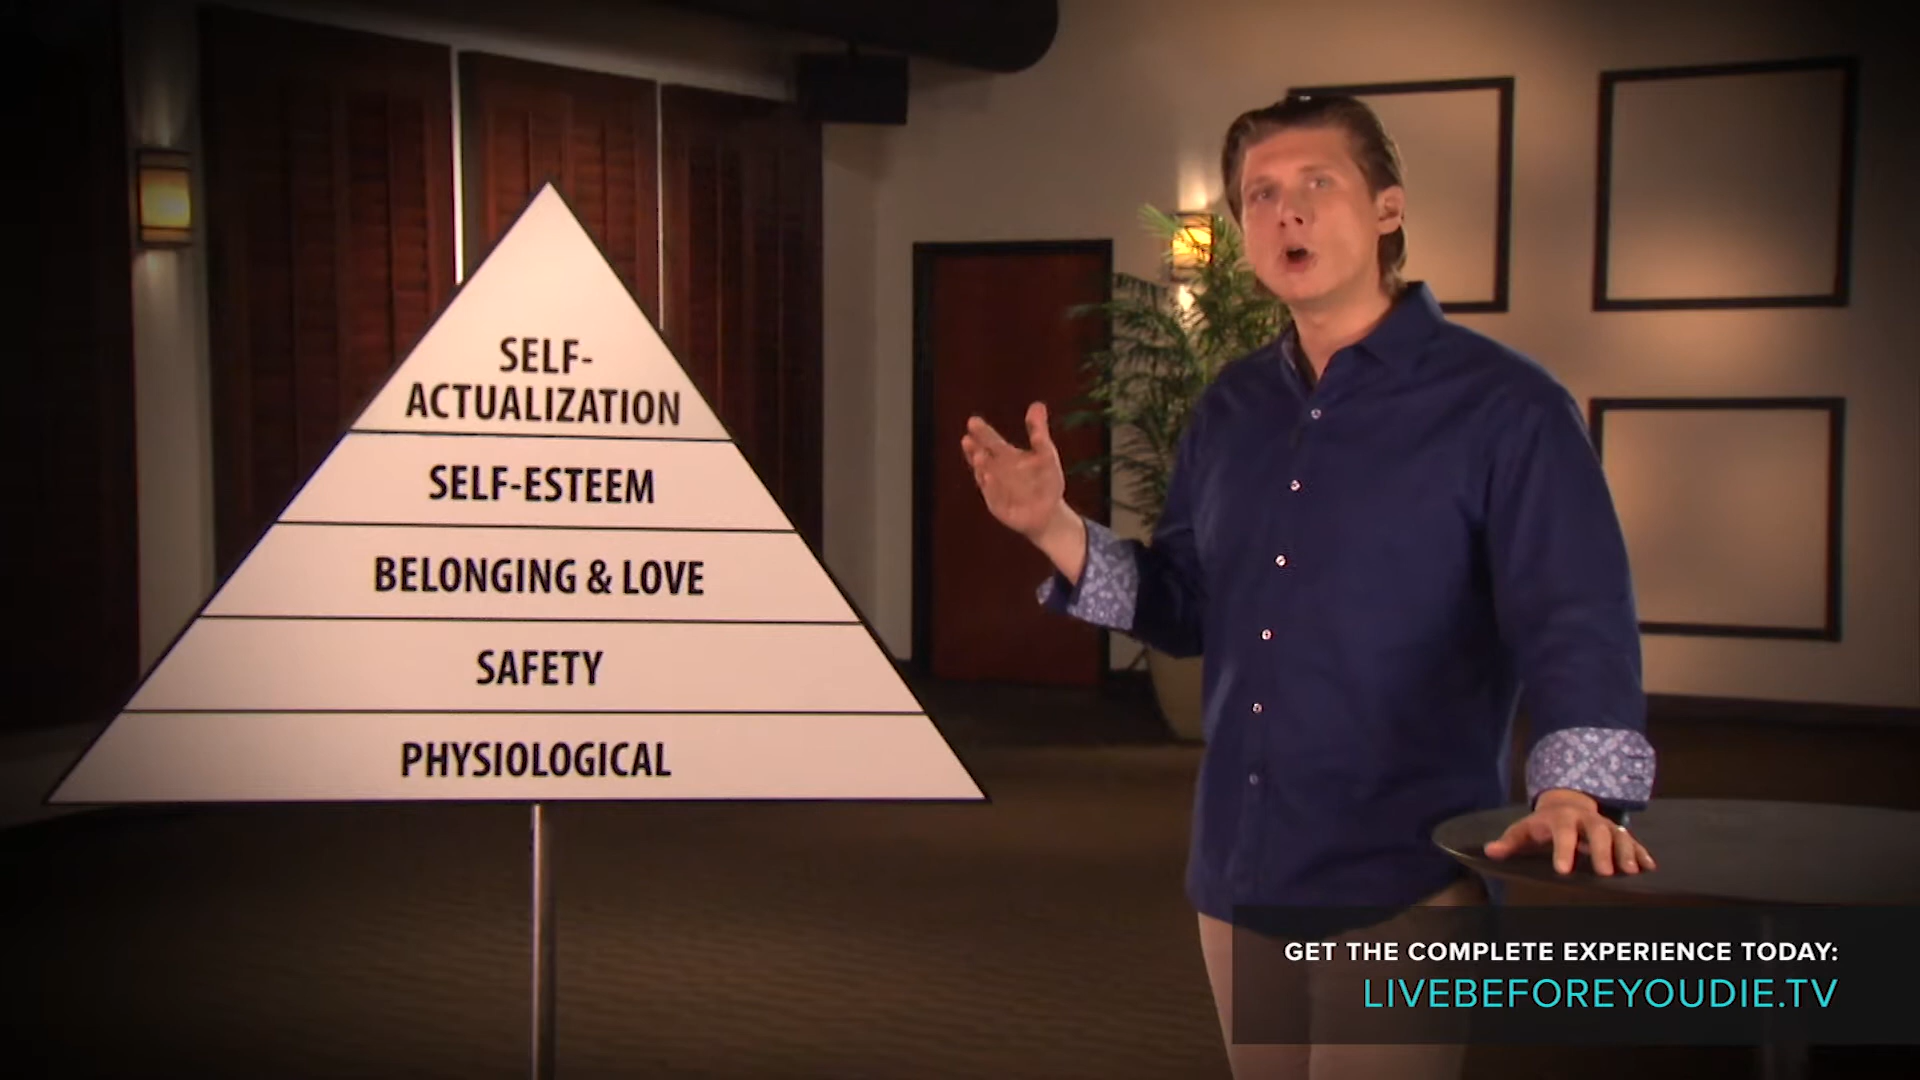 SELF-
ACTUALIZATION
SELF-ESTEEM
BELONGING & LOVE
SAFETY
PHYSIOLOGICAL
GET THE COMPLETE EXPERIENCE TODAY:
LIVEBEFOREYOUDIE.TV